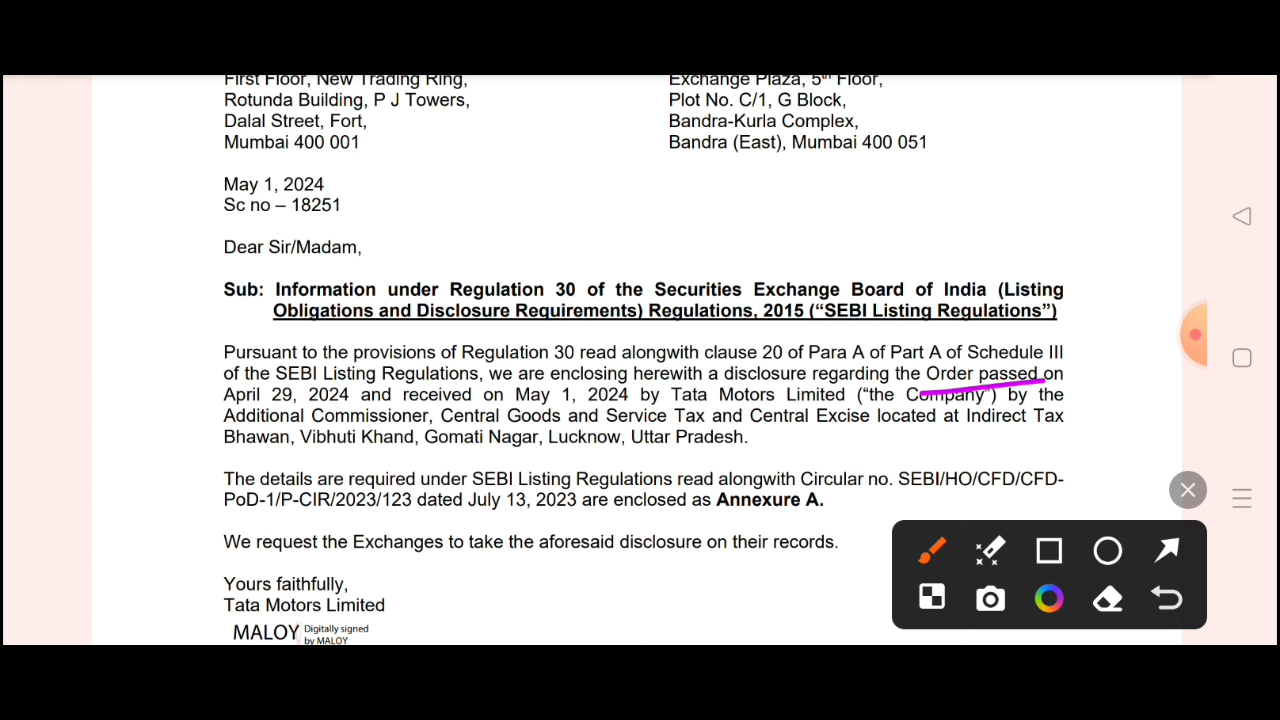 First Floor, New Trading Ring,
Exchange Plaza, 5th Floor,
Rotunda Building, P J Towers,
Plot No. C/1, G Block,
Dalal Street, Fort,
Bandra-Kurla Complex,
Mumbai 400 001
Bandra (East), Mumbai 400 051
May 1, 2024
Sc no – 18251
Dear Sir/Madam,
Sub: Information under Regulation 30 of the Securities Exchange Board of India (Listing
Obligations and Disclosure Requirements) Regulations, 2015 (“SEBI Listing Regulations”)
Pursuant to the provisions of Regulation 30 read alongwith clause 20 of Para A of Part A of Schedule III
of the SEBI Listing Regulations, we are enclosing herewith a disclosure regarding the Order passed on
April 29, 2024 and received on May 1, 2024 by Tata Motors Limited (“the Company”) by the
Additional Commissioner, Central Goods and Service Tax and Central Excise located at Indirect Tax
Bhawan, Vibhuti Khand, Gomati Nagar, Lucknow, Uttar Pradesh.
The details are required under SEBI Listing Regulations read alongwith Circular no. SEBI/HO/CFD/CFD-
PoD-1/P-CIR/2023/123 dated July 13, 2023 are enclosed as Annexure A.
We request the Exchanges to take the aforesaid disclosure on their records.
Yours faithfully,
Tata Motors Limited
MALOY Digitally signed
by MALOY